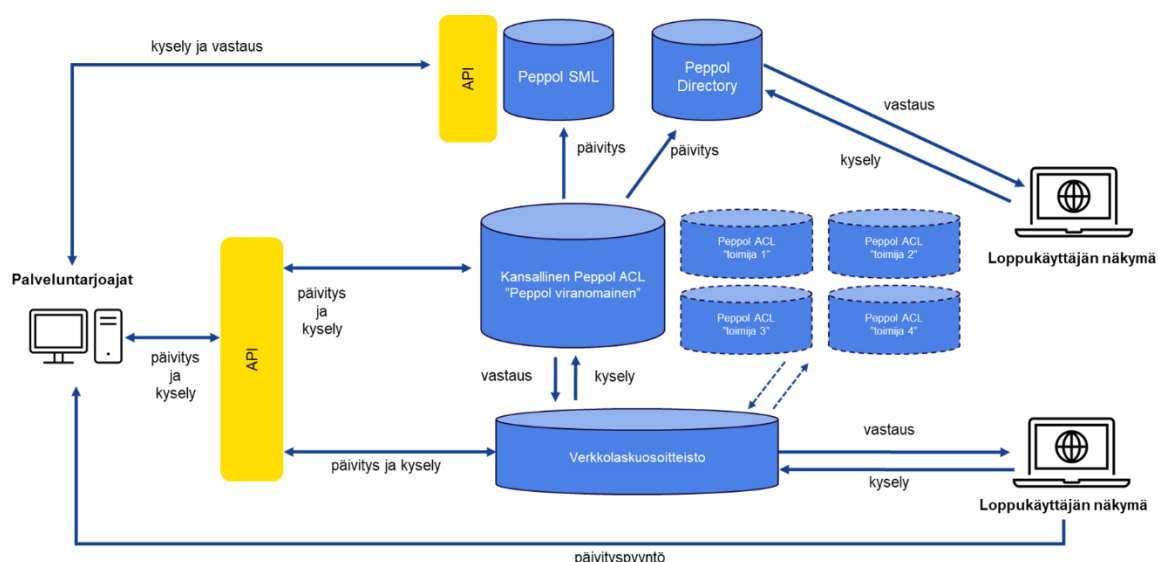 kysely ja vastaus
API
Peppol SML
Peppol
Directory
vastaus
kysely
päivitys
päivitys
Loppukäyttäjän näkymä
Palveluntarjoajat
päivitys
ja
kysely
API
päivitys
ja
kysely
Kansallinen Peppol ACL
"Peppol viranomainen"
Peppol ACL
"toimija 1"
Peppol ACL
"toimija 2"
Peppol ACL
"toimija 3"
Peppol ACL
"toimija 4"
vastaus
kysely
päivitys ja kysely
Verkkolaskuosoitteisto
vastaus
kysely
Loppukäyttäjän näkymä
päivityspyyntö